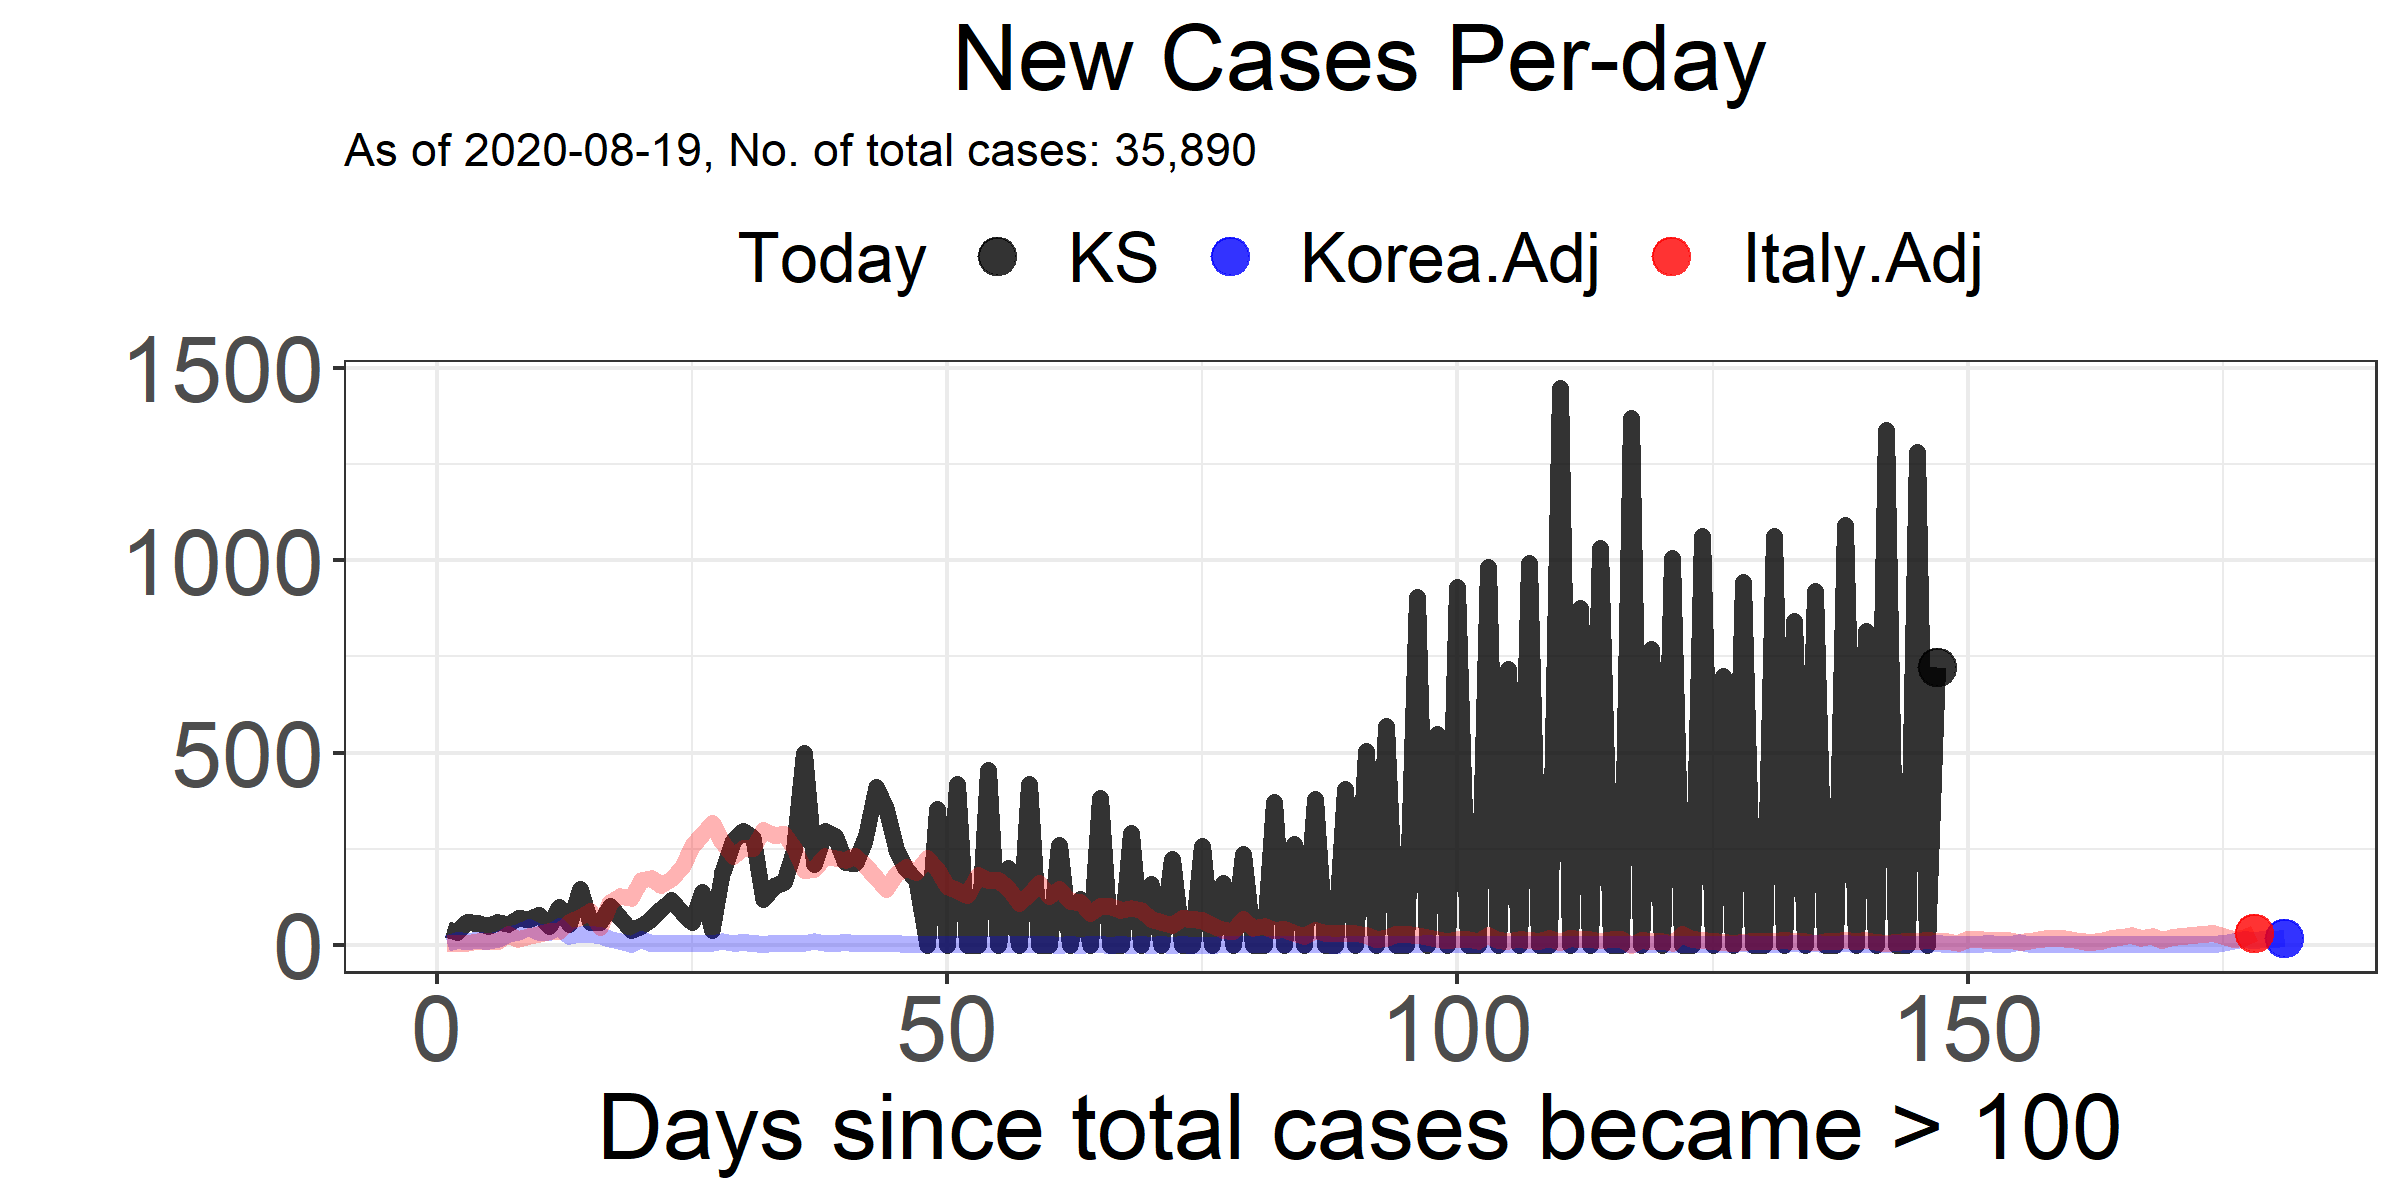 New Cases Per-day
As of 2020-08-19, No. of total cases: 35,890
Today KS Korea.Adj Italy.Adj
1500
1000
500
0
0 50 100 150
Days since total cases became > 100